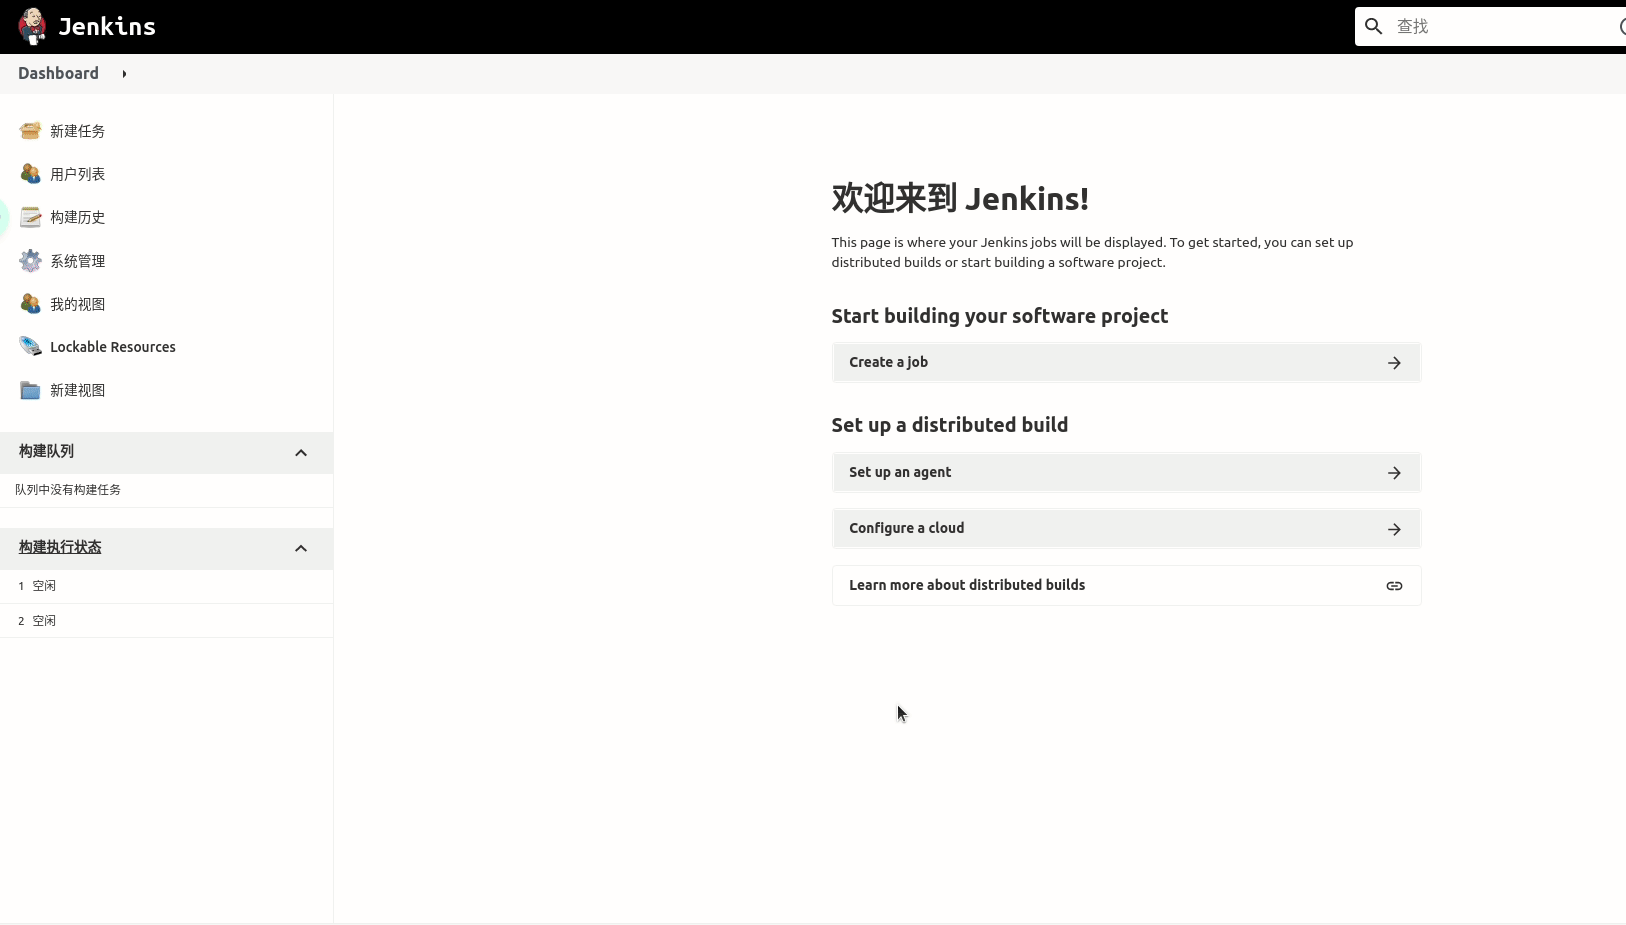 Jenkins
查找
Dashboard
新建任务
用户列表
构建历史
系统管理
我的视图
Lockable Resources
新建视图
构建队列
队列中没有构建任务
构建执行状态
1 空闲
2 空闲
欢迎来到 Jenkins!
This page is where your Jenkins jobs will be displayed. To get started, you can set up
distributed builds or start building a software project.
Start building your software project
Create a job
Set up a distributed build
Set up an agent
Configure a cloud
Learn more about distributed builds